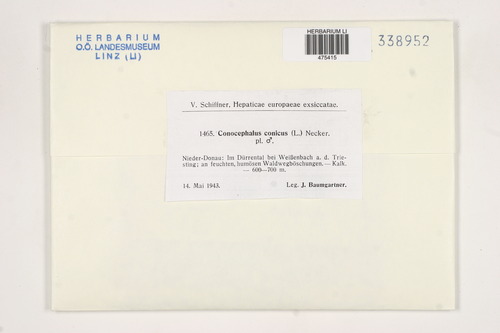 HERBARIUM
O.Ö. LANDESMUSEUM
LINZ (LI)
HERBARIUM LI
475415
338952
V. Schiffner, Hepaticae europaeae exsiccatae.
1465. Conocephalus conicus (L.) Necker.
pl. ♂.
Nieder-Donau: Im Dürrental bei Weißenbach a. d. Trie-
sting; an feuchten, humösen Waldwegböschungen. — Kalk.
— 600—700 m.
14. Mai 1943. Leg. J. Baumgartner.